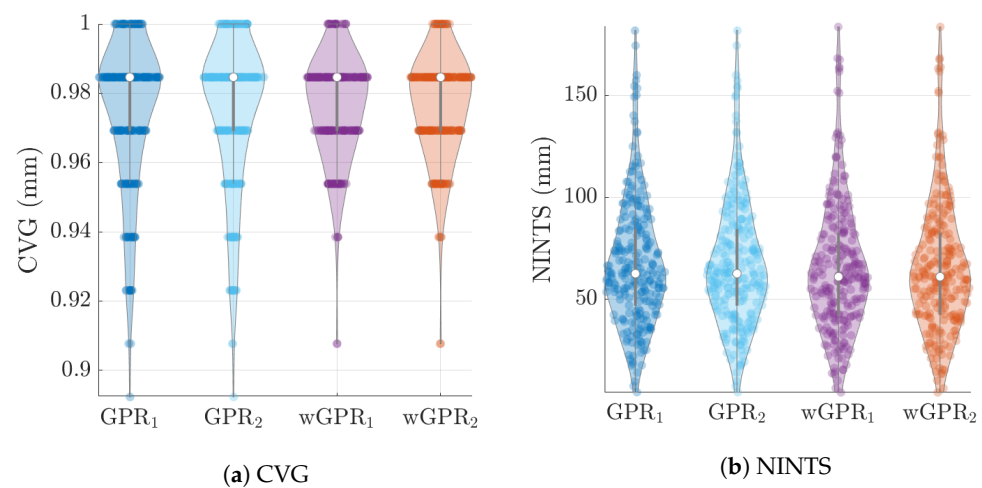 CVG (mm)
1
0.98
0.96
0.94
0.92
0.9
GPR₁ GPR₂ wGPR₁ wGPR₂
(a) CVG
NINTS (mm)
150
100
50
GPR₁ GPR₂ wGPR₁ wGPR₂
(b) NINTS